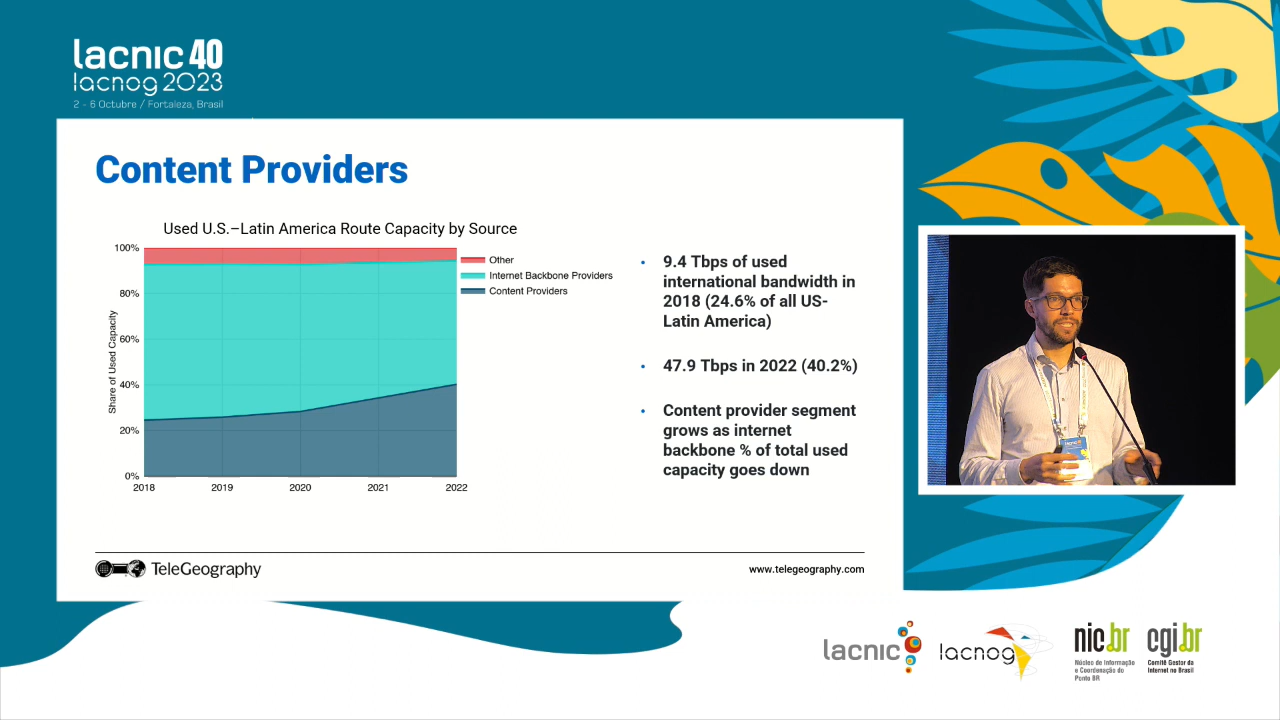 lacnic 40
lacnog 2023
2 - 6 Octubre / Fortaleza, Brasil
Content Providers
Used U.S.–Latin America Route Capacity by Source
Share of Used Capacity
100%
80%
60%
40%
20%
0%
2018
2019
2020
2021
2022
Other
Internet Backbone Providers
Content Providers
• 9.4 Tbps of used
international bandwidth in
2018 (24.6% of all US-
Latin America)
• 47.9 Tbps in 2022 (40.2%)
• Content provider segment
grows as internet
backbone % of total used
capacity goes down
TeleGeography
www.telegeography.com
lacnic
lacnog
nic.br
Núcleo de Informação
e Coordenação do
Ponto BR
cgi.br
Comitê Gestor da
Internet no Brasil